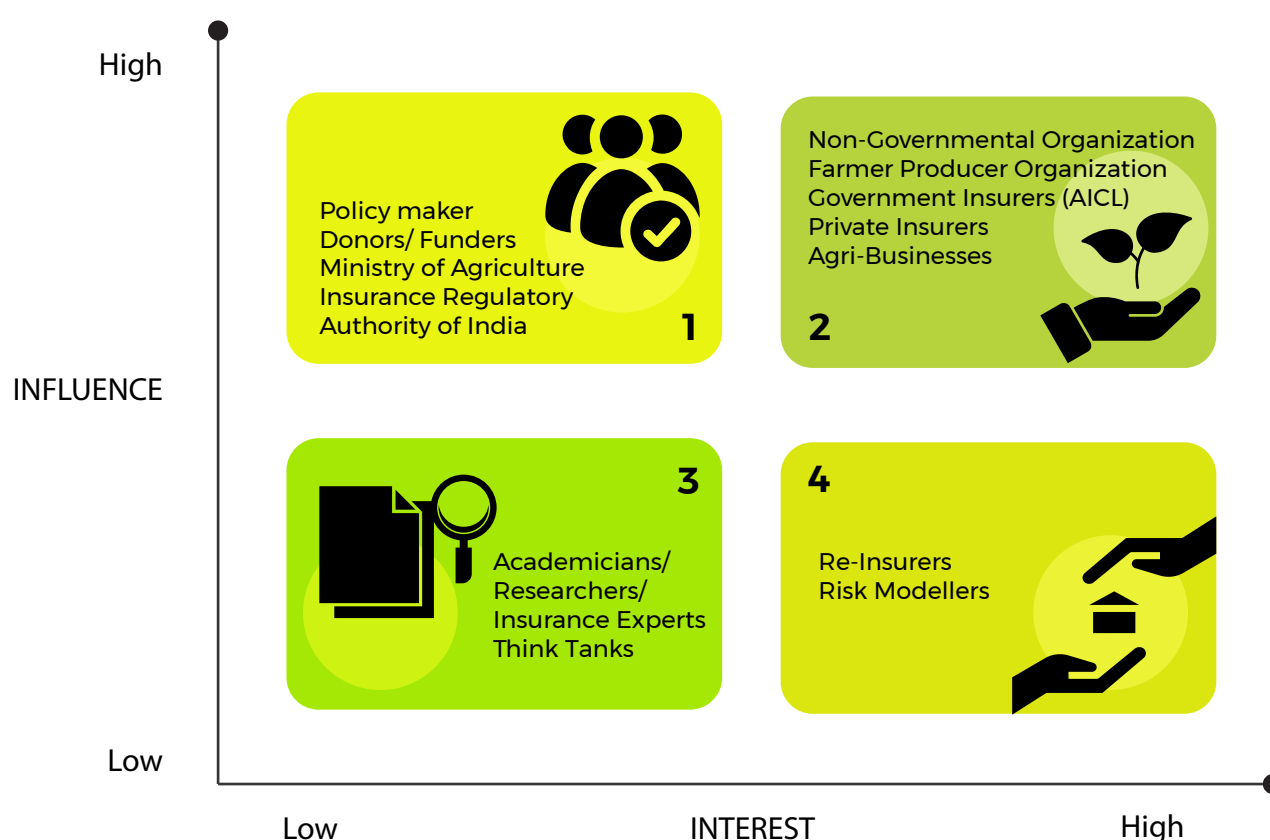 High
Policy maker
Donors/ Funders
Ministry of Agriculture
Insurance Regulatory
Authority of India
1
Non-Governmental Organization
Farmer Producer Organization
Government Insurers (AICL)
Private Insurers
Agri-Businesses
2
INFLUENCE
3
Academicians/
Researchers/
Insurance Experts
Think Tanks
4
Re-Insurers
Risk Modellers
Low
Low
INTEREST
High